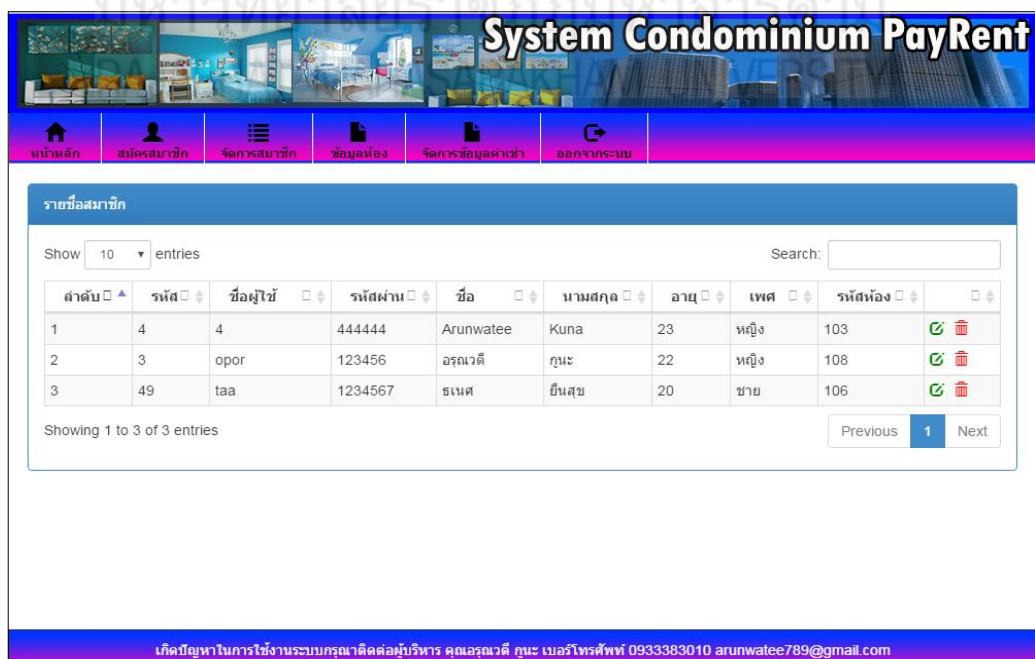 System Condominium PayRent
หน้าหลัก สมัครสมาชิก จัดการสมาชิก ข้อมูลห้อง จัดการข้อมูลค่าเช่า ออกจากระบบ
รายชื่อสมาชิก
Show 10 entries Search:
ลำดับ รหัส ชื่อผู้ใช้ รหัสผ่าน ชื่อ นามสกุล อายุ เพศ รหัสห้อง
1 4 4 444444 Arunwatee Kuna 23 หญิง 103
2 3 opor 123456 อรุณวตี กูนะ 22 หญิง 108
3 49 taa 1234567 ธเนศ ยืนสุข 20 ชาย 106
Showing 1 to 3 of 3 entries Previous 1 Next
เกิดปัญหาในการใช้งานระบบกรุณาติดต่อผู้บริหาร คุณอรุณวตี กูนะ เบอร์โทรศัพท์ 0933383010 arunwatee789@gmail.com